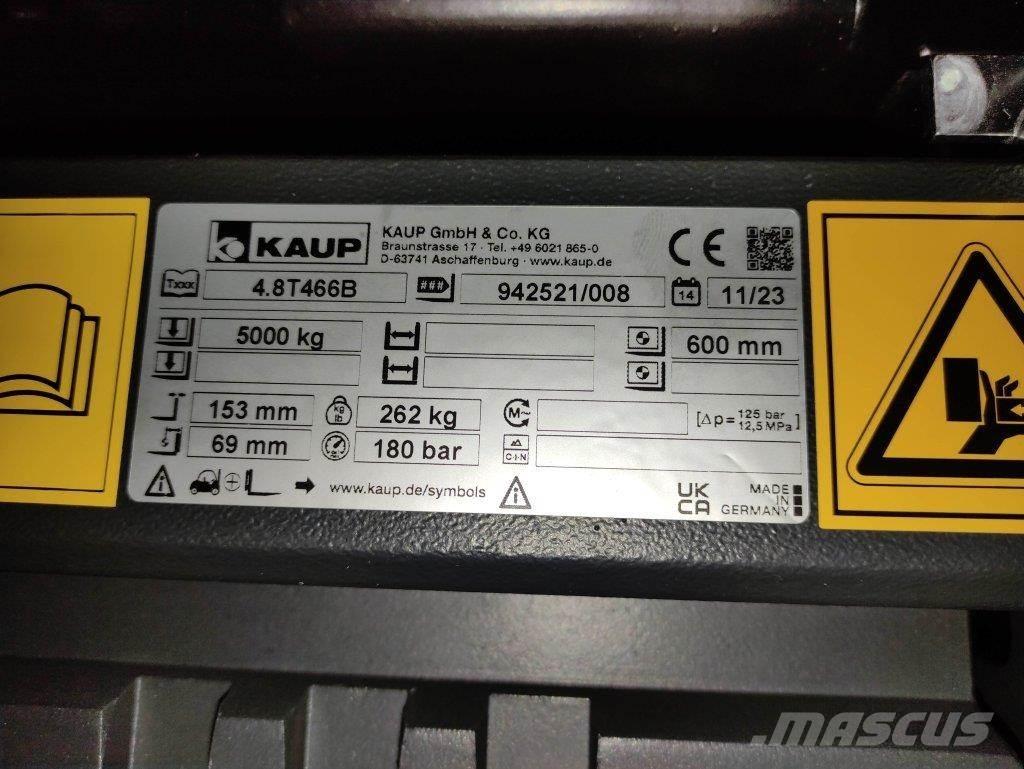 KAUP
KAUP GmbH & Co. KG
Braunstrasse 17 · Tel. +49 6021 865-0
D-63741 Aschaffenburg · www.kaup.de
CE
Txxx 4.8T466B ### 942521/008 14 11/23
5000 kg 600 mm
153 mm kg lb 262 kg M~ [Δp= 125 bar 12,5 MPa]
69 mm 180 bar C-I-N
www.kaup.de/symbols
UK CA
MADE IN GERMANY
MASCUS